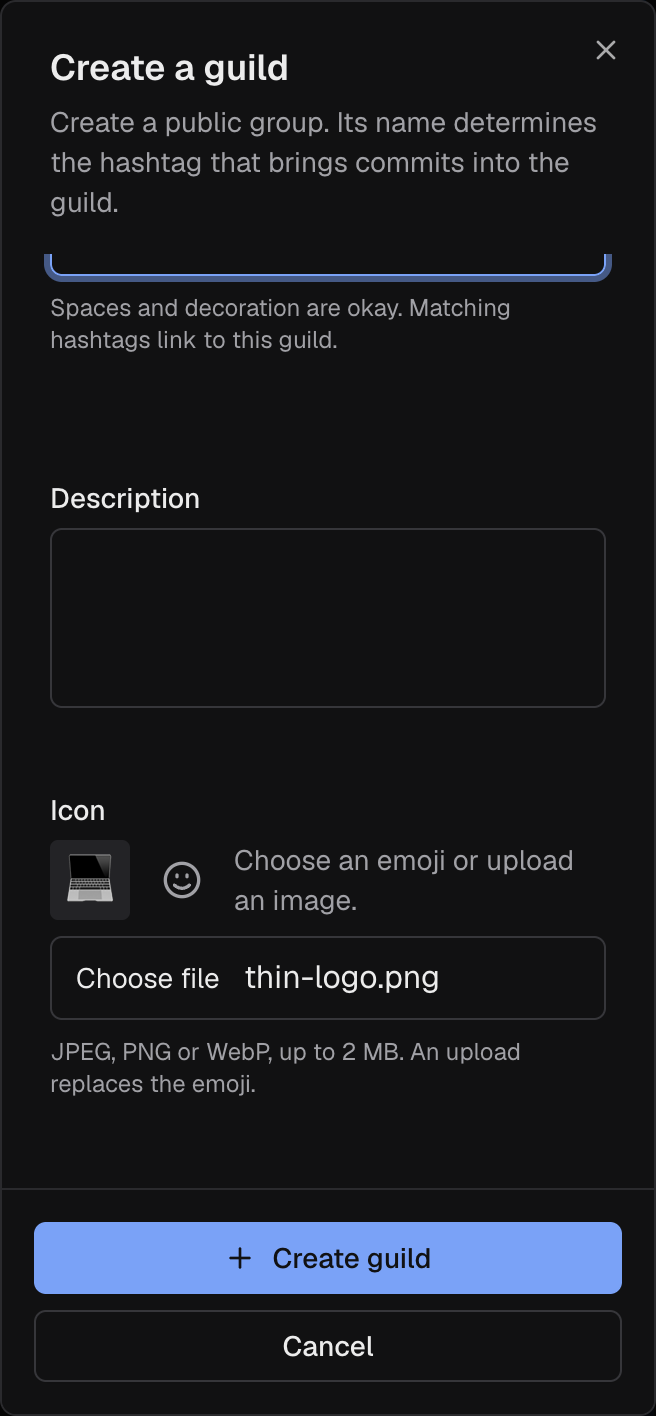 Create a guild
Create a public group. Its name determines
the hashtag that brings commits into the
guild.
Spaces and decoration are okay. Matching
hashtags link to this guild.
Description
Icon
Choose an emoji or upload
an image.
Choose file thin-logo.png
JPEG, PNG or WebP, up to 2 MB. An upload
replaces the emoji.
Create guild
Cancel